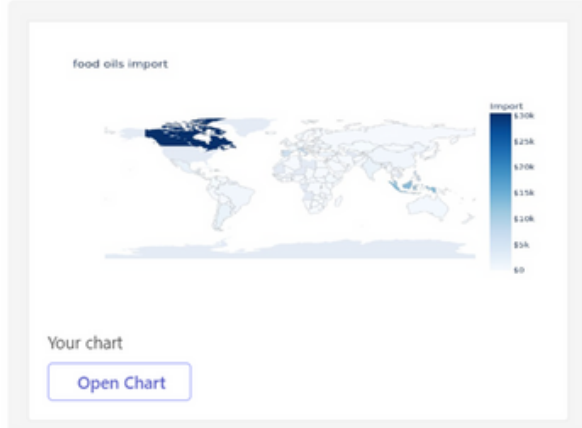 food oils import
Import
$30k
$25k
$20k
$15k
$10k
$5k
$0
Your chart
Open Chart